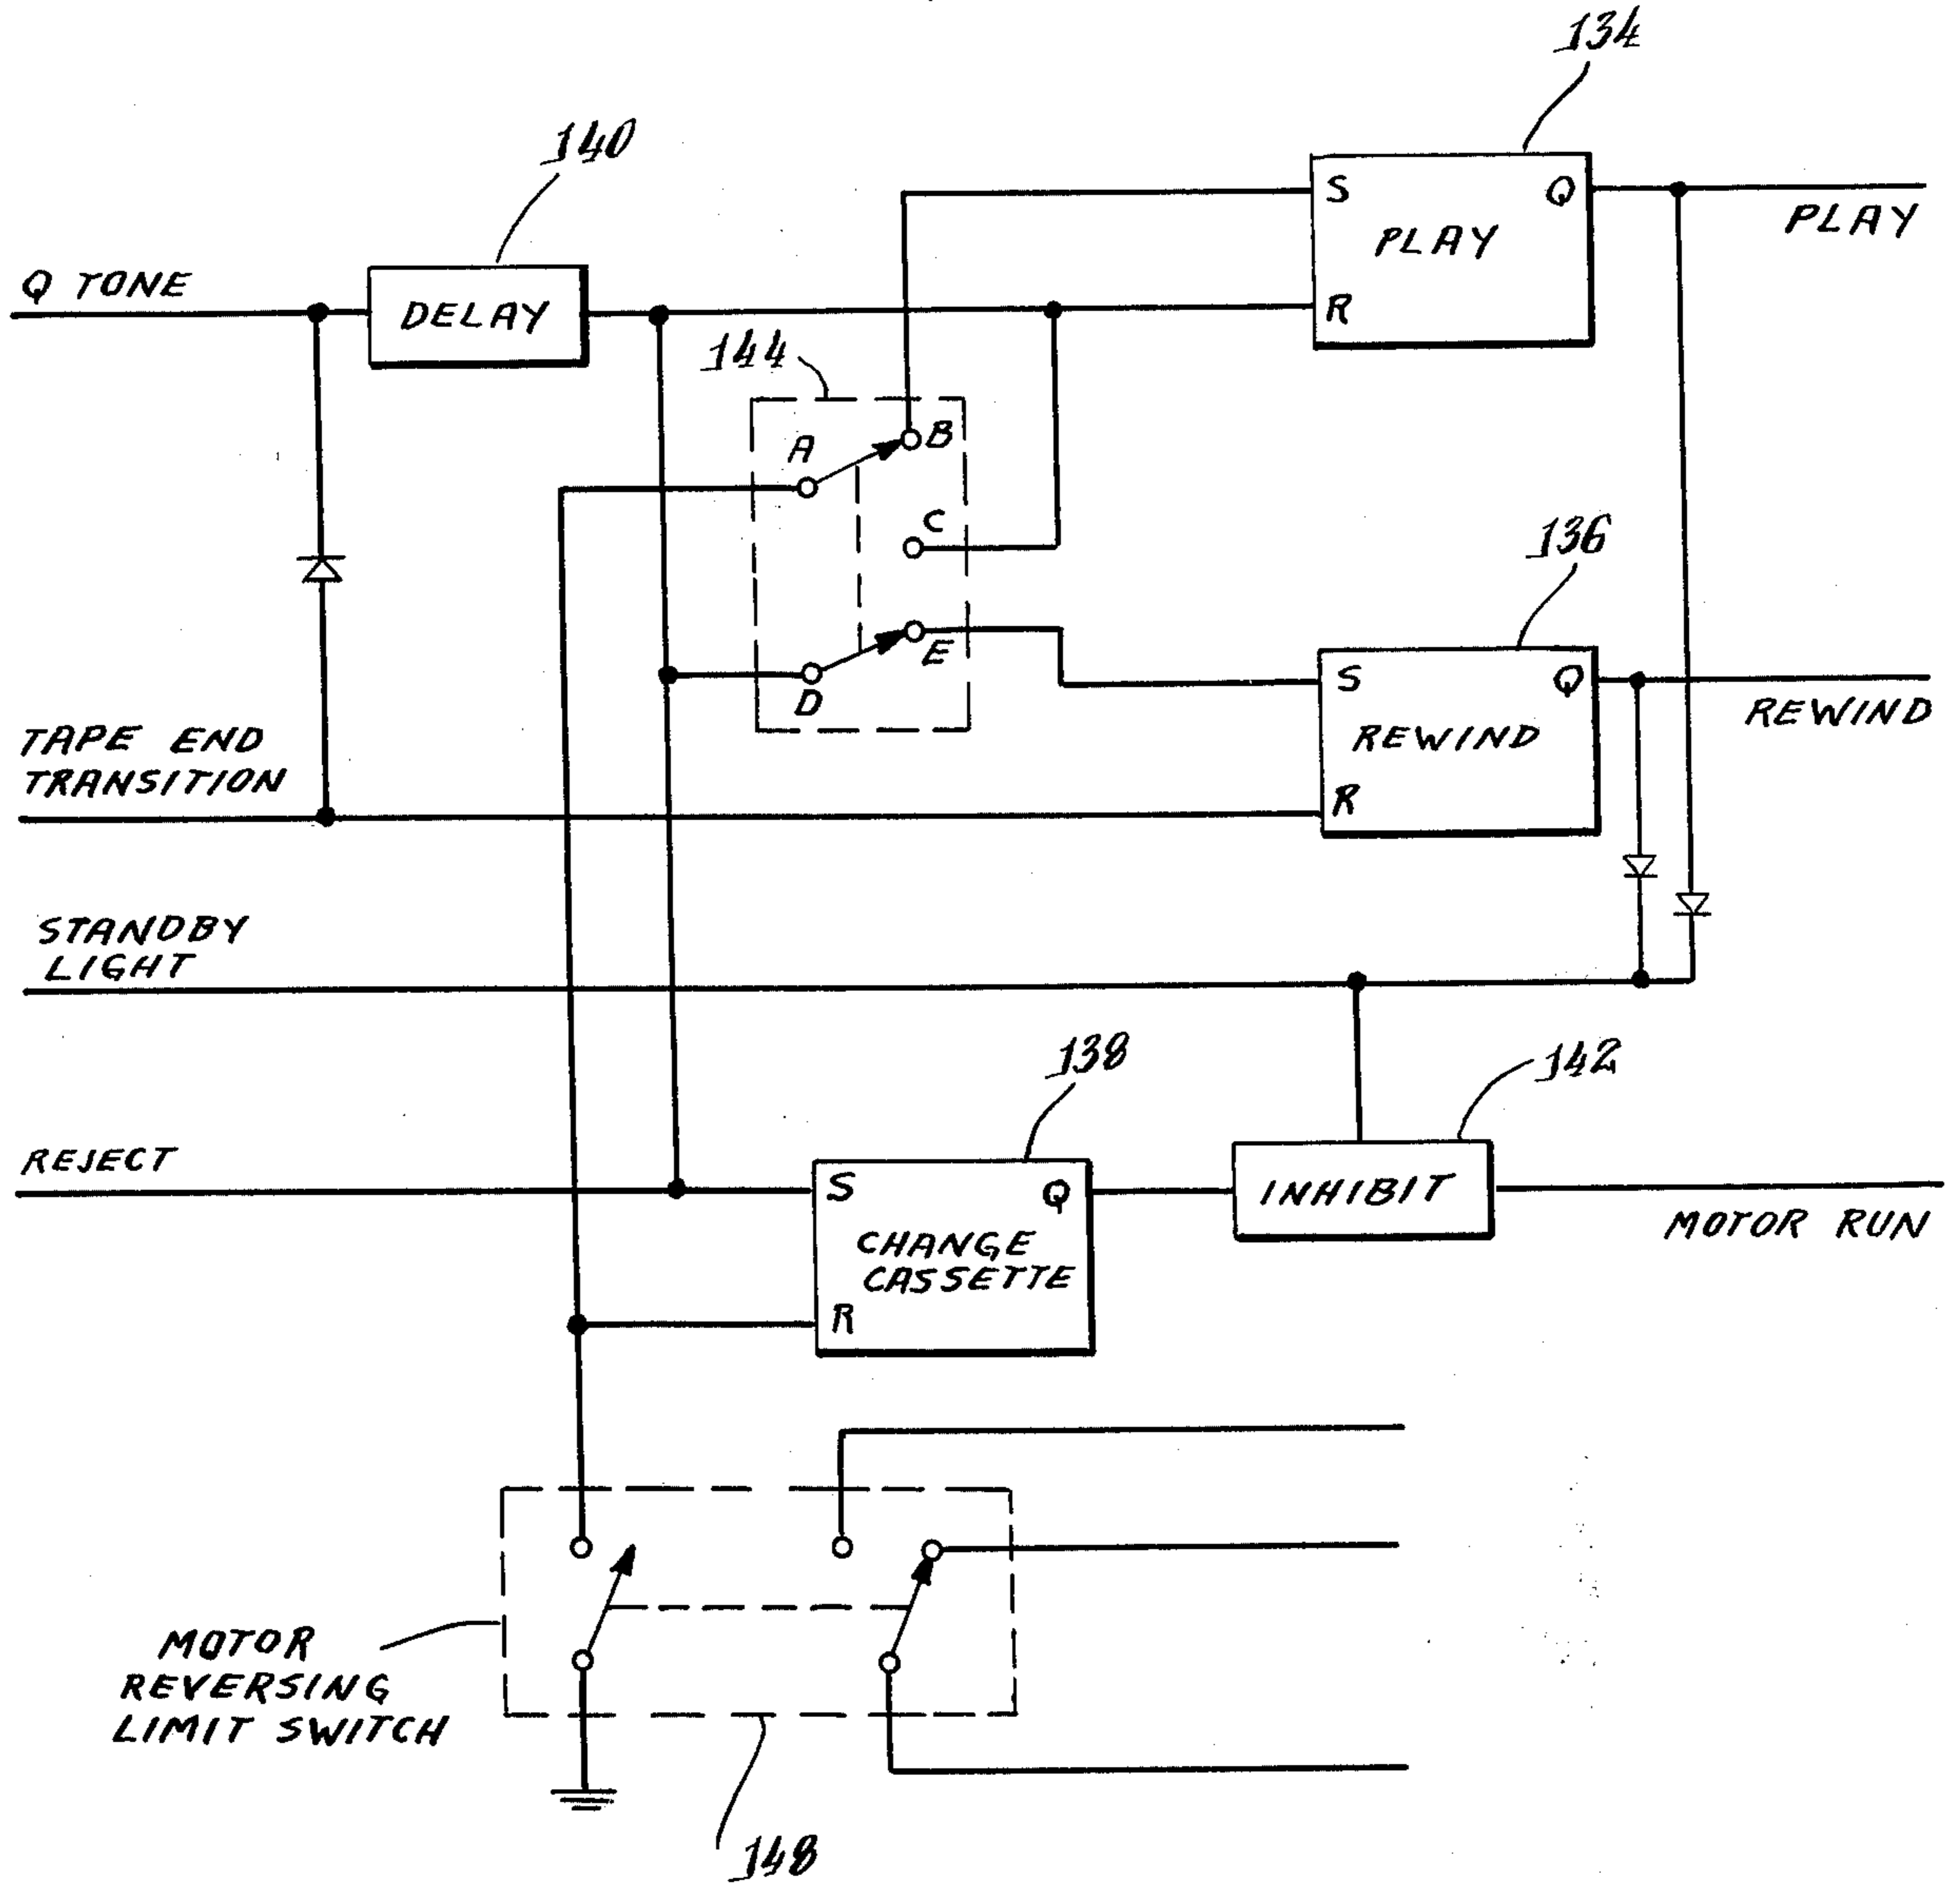 134
140
S
Q
PLAY
PLAY
Q TONE
DELAY
R
144
A
B
C
136
E
D
S
Q
REWIND
REWIND
TAPE END
TRANSITION
R
STANDBY
LIGHT
138
142
REJECT
S
Q
INHIBIT
MOTOR RUN
CHANGE
CASSETTE
R
MOTOR
REVERSING
LIMIT SWITCH
148